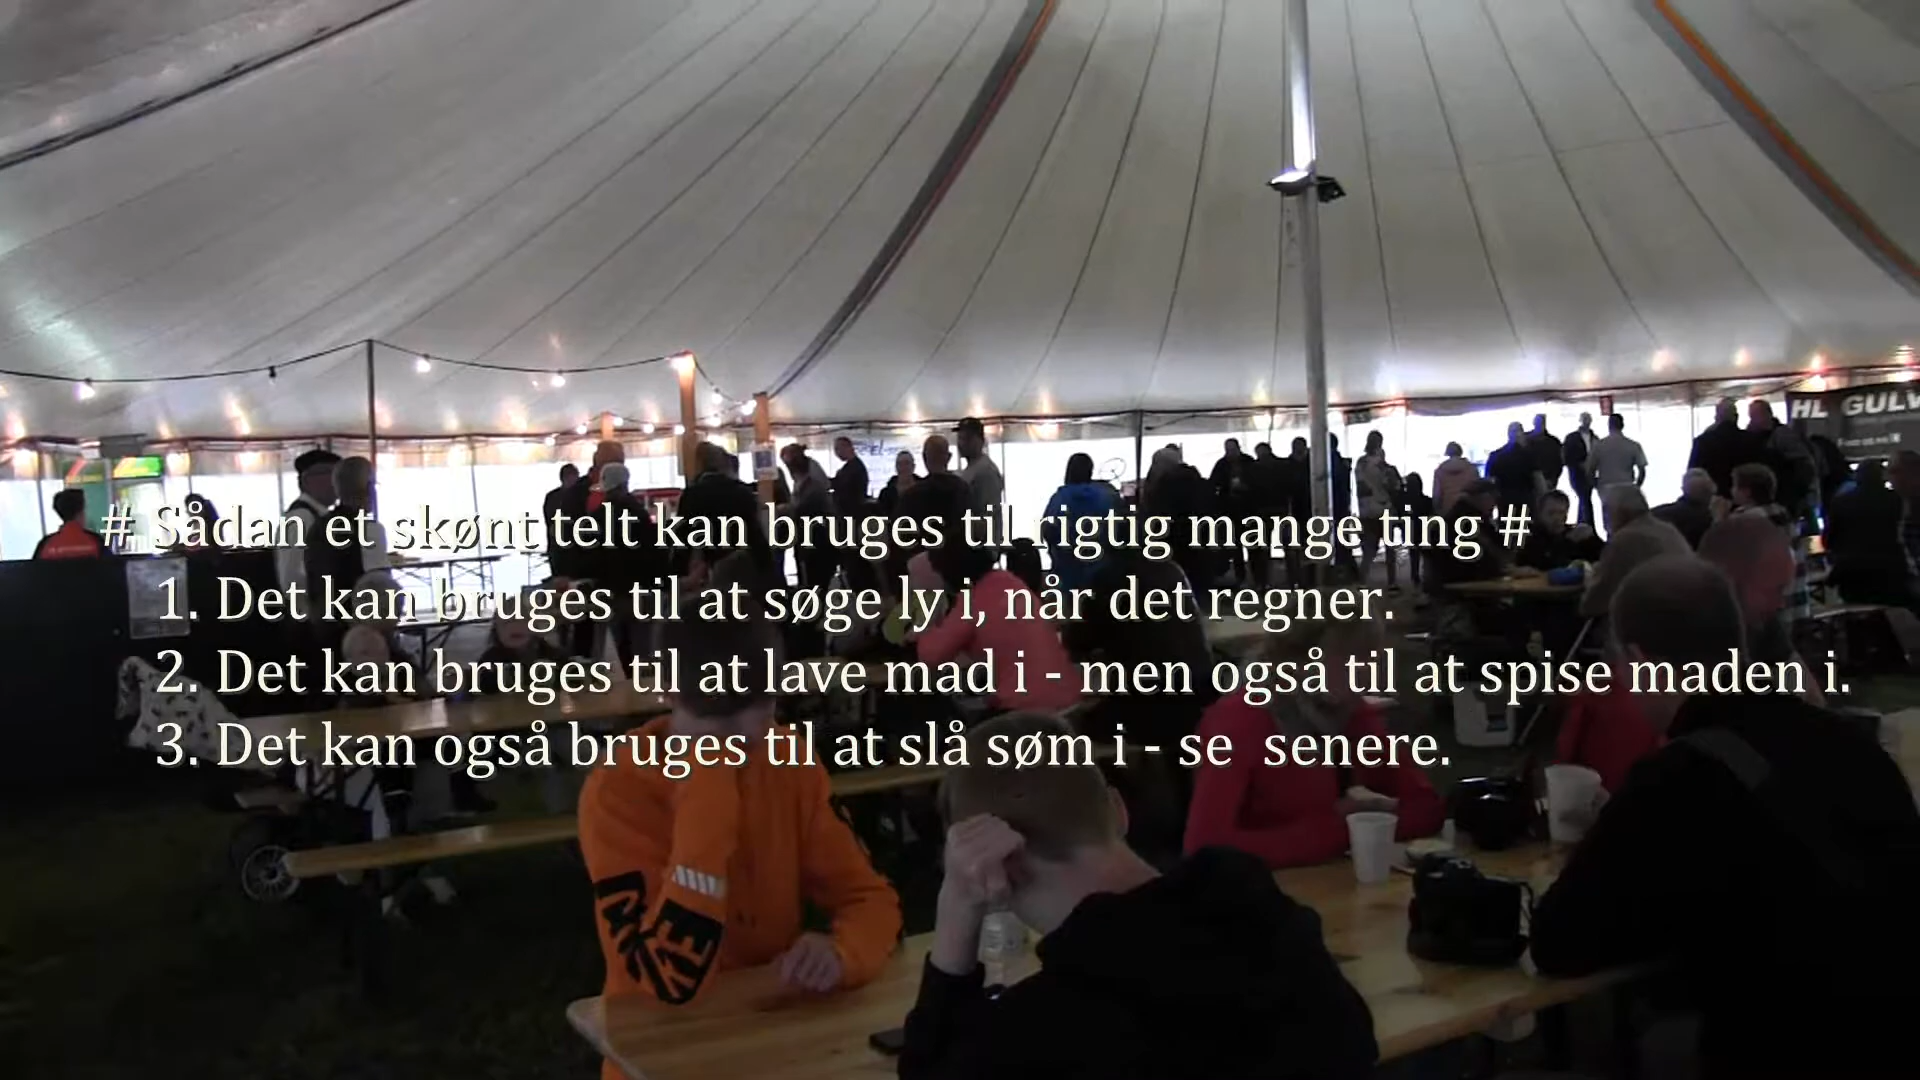 HL GULV
# Sådan et skønt telt kan bruges til rigtig mange ting #
1. Det kan bruges til at søge ly i, når det regner.
2. Det kan bruges til at lave mad i - men også til at spise maden i.
3. Det kan også bruges til at slå søm i - se  senere.